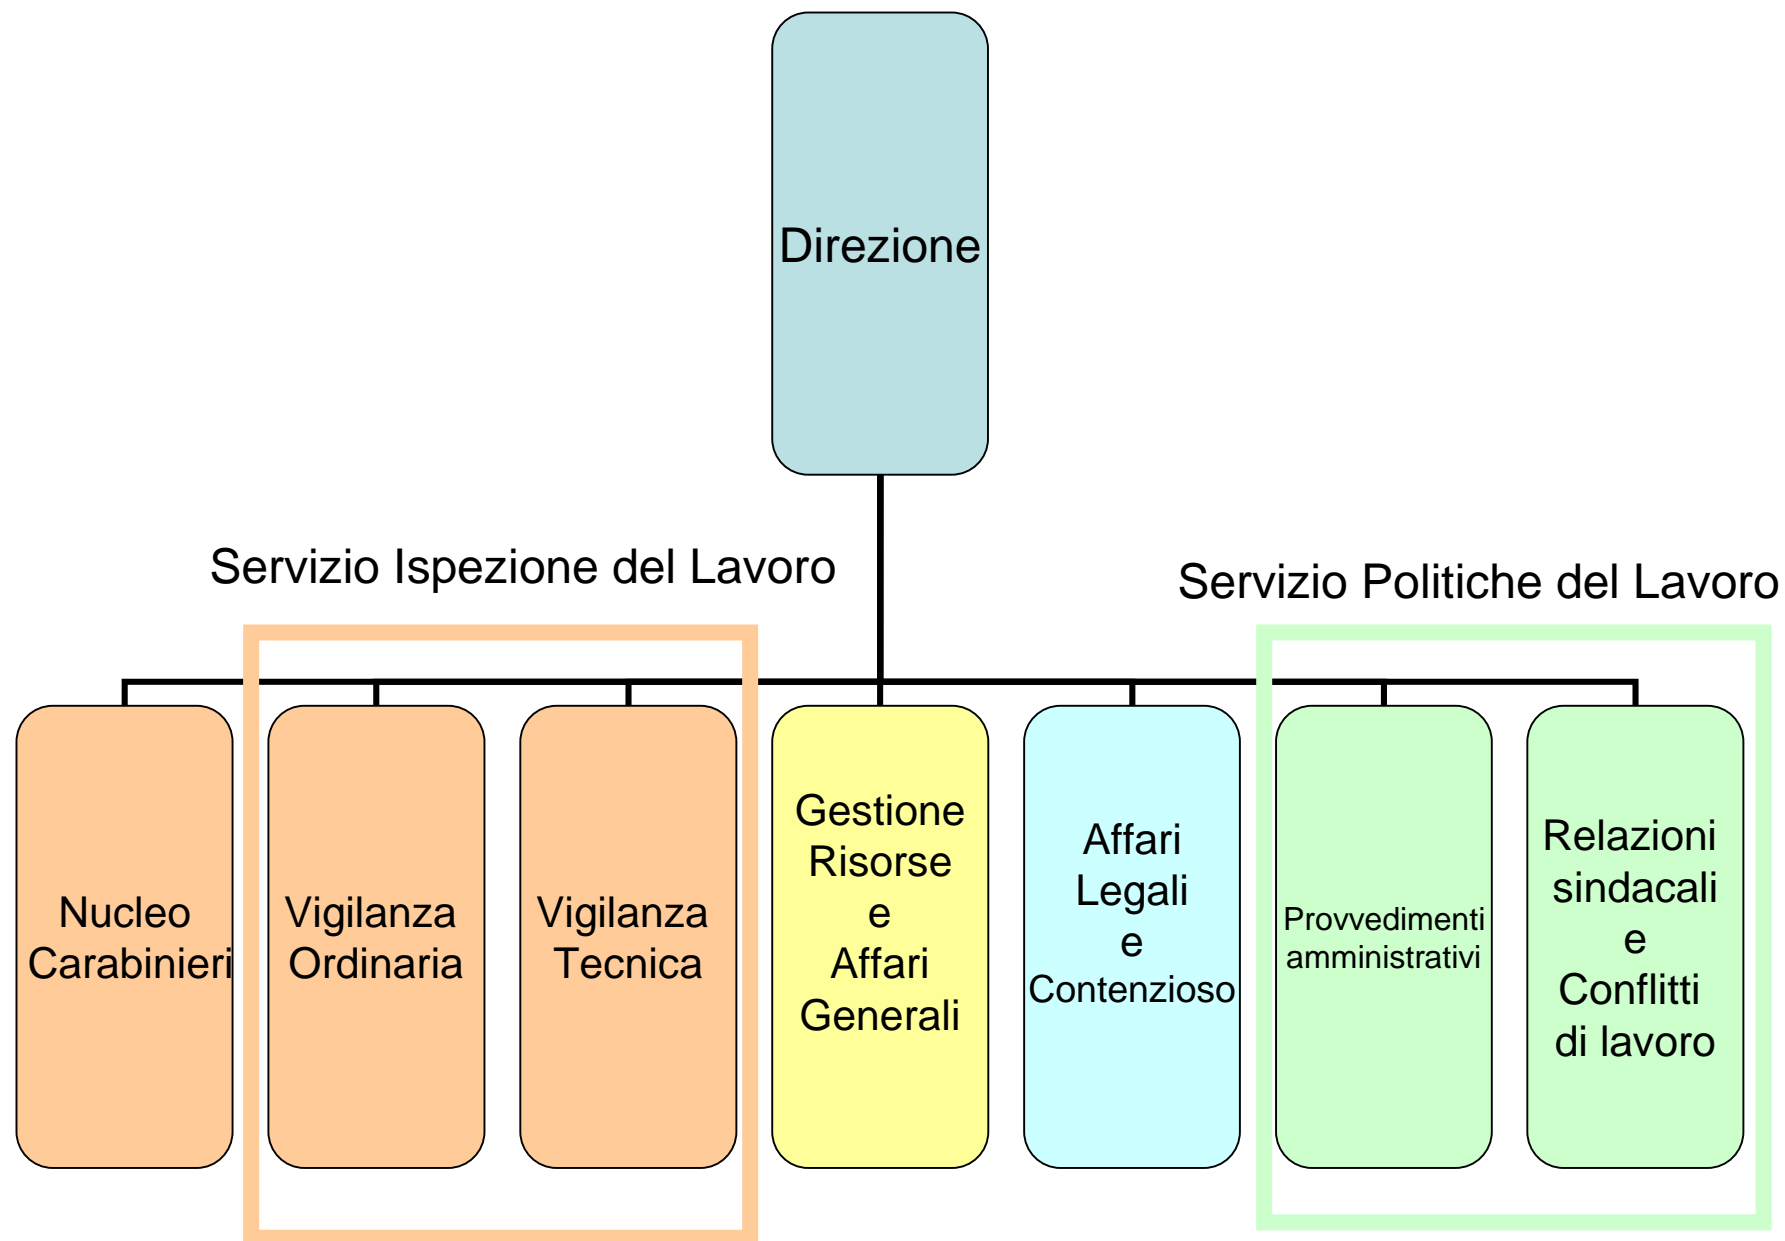 Direzione
Servizio Ispezione del Lavoro
Servizio Politiche del Lavoro
Nucleo
Carabinieri
Vigilanza
Ordinaria
Vigilanza
Tecnica
Gestione
Risorse
e
Affari
Generali
Affari
Legali
e
Contenzioso
Provvedimenti
amministrativi
Relazioni
sindacali
e
Conflitti
di lavoro